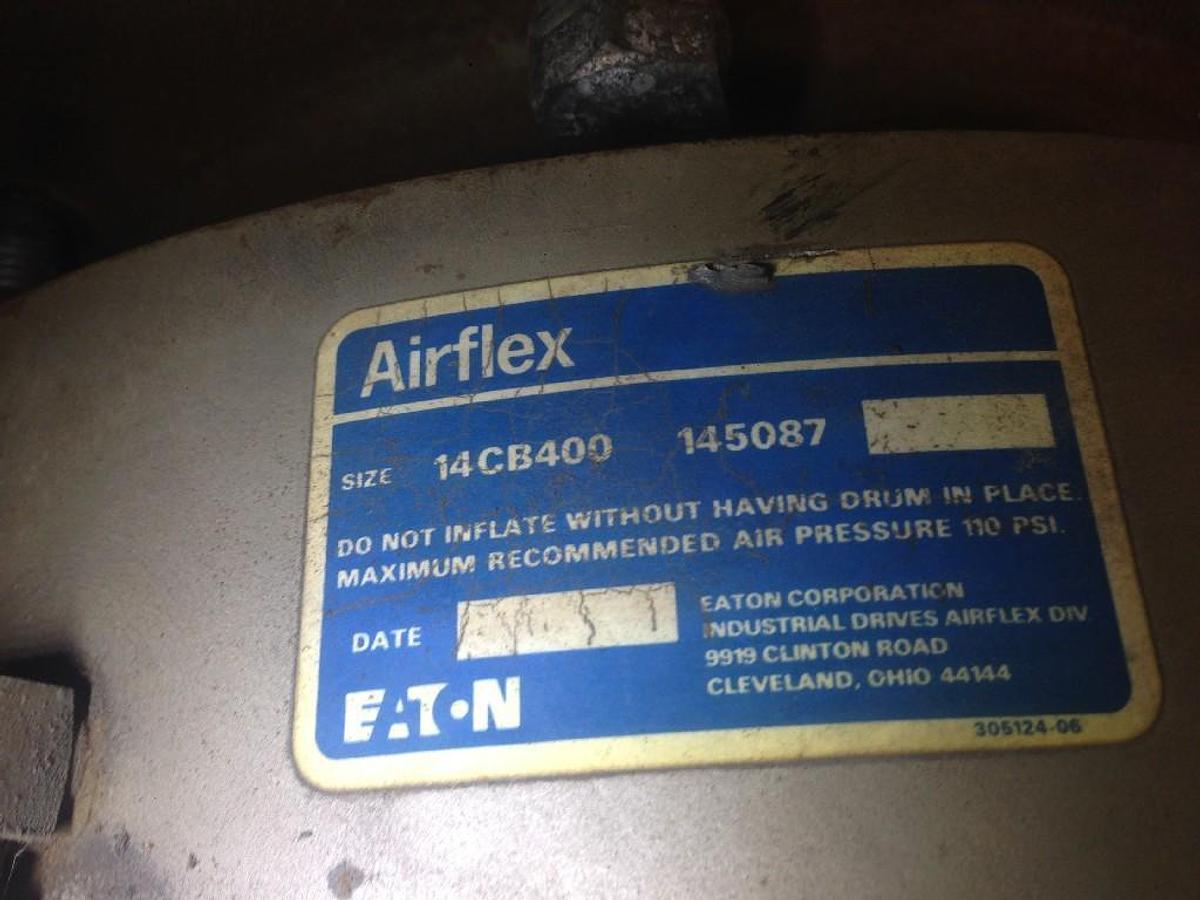 Airflex
SIZE 14CB400 145087
DO NOT INFLATE WITHOUT HAVING DRUM IN PLACE.
MAXIMUM RECOMMENDED AIR PRESSURE 110 PSI.
DATE
EATON CORPORATION
INDUSTRIAL DRIVES AIRFLEX DIV.
9919 CLINTON ROAD
CLEVELAND, OHIO 44144
EATON
305124-06